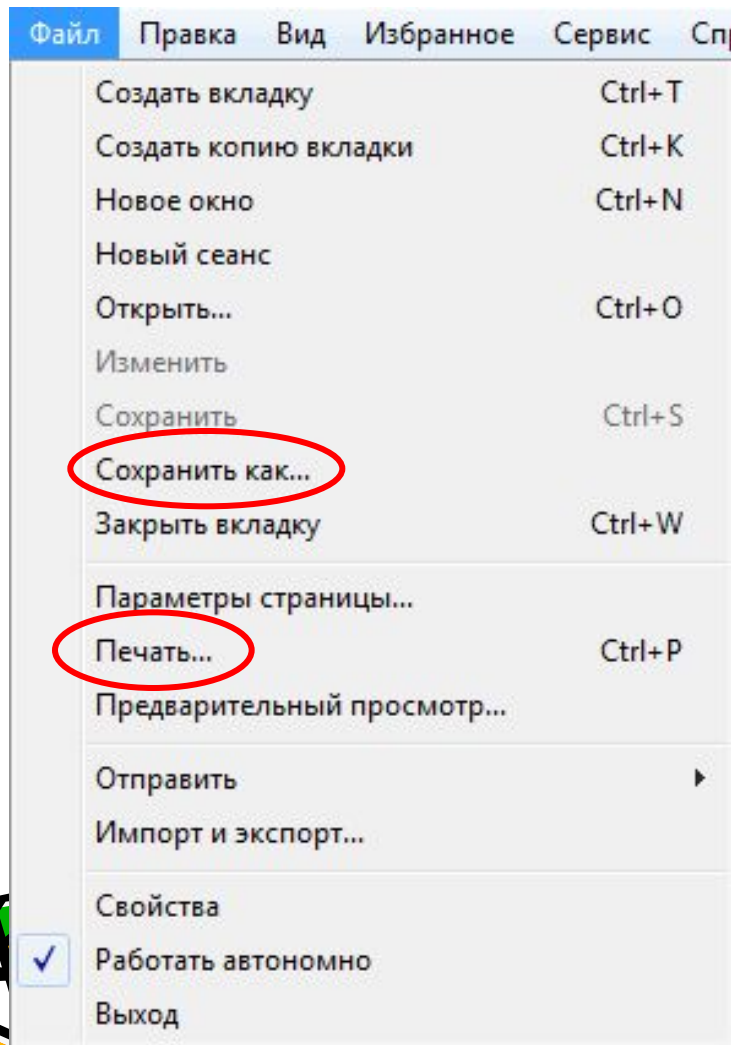 Файл Правка Вид Избранное Сервис
Создать вкладку Ctrl+T
Создать копию вкладки Ctrl+K
Новое окно Ctrl+N
Новый сеанс
Открыть... Ctrl+O
Изменить
Сохранить Ctrl+S
Сохранить как...
Закрыть вкладку Ctrl+W
Параметры страницы...
Печать... Ctrl+P
Предварительный просмотр...
Отправить
Импорт и экспорт...
Свойства
Работать автономно
Выход